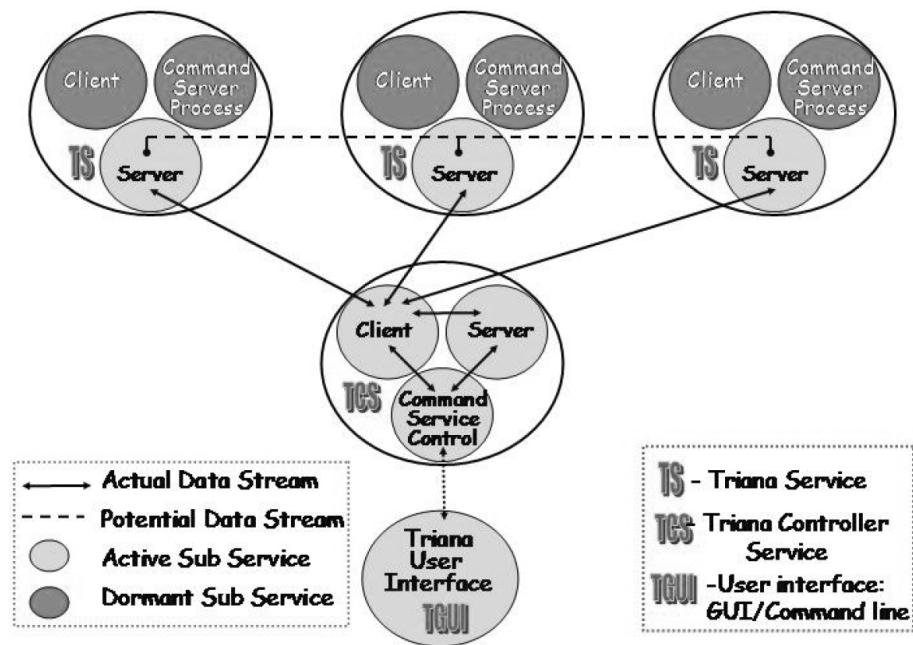 Client
Command
Server
Process
TS
Server
Client
Command
Server
Process
TS
Server
Client
Command
Server
Process
TS
Server
Client
Server
TCS
Command
Service
Control
Triana
User
Interface
TGUI
Actual Data Stream
Potential Data Stream
Active Sub Service
Dormant Sub Service
TS - Triana Service
TCS - Triana Controller
Service
TGUI -User interface:
GUI/Command line